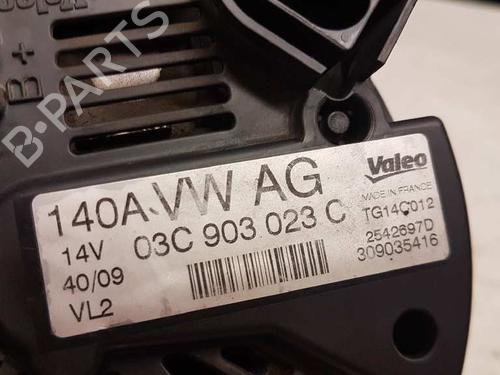 B+
B-PARTS
140A VW AG
Valeo
MADE IN FRANCE
14V
03C 903 023 C
TG14C012
40/09
2542697D
309035416
VL2